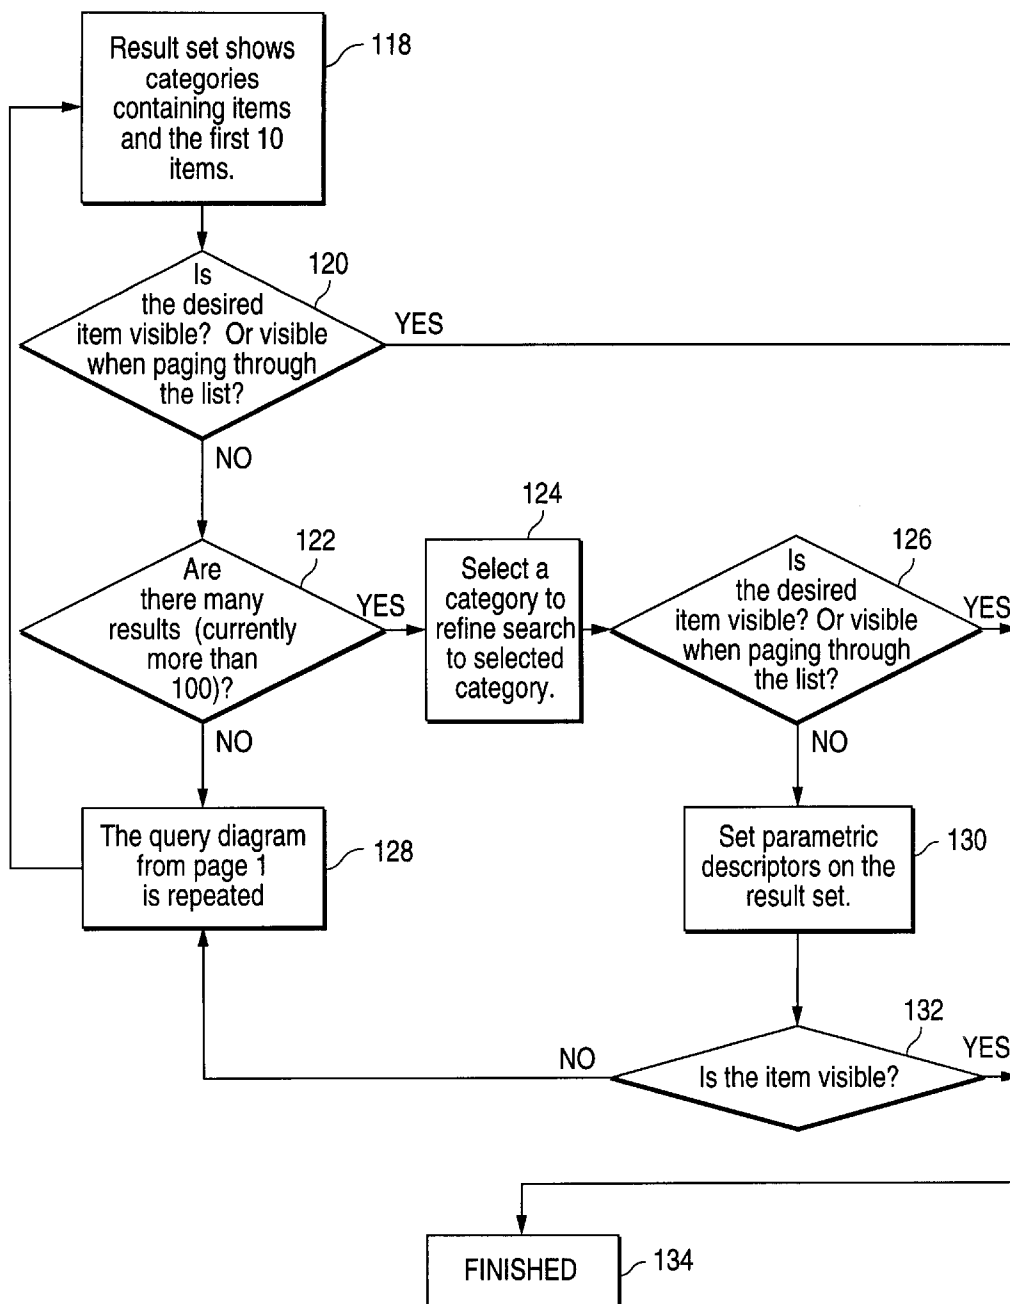 Result set shows
categories
containing items
and the first 10
items.
118
Is
the desired
item visible? Or visible
when paging through
the list?
120
YES
NO
Are
there many
results (currently
more than
100)?
122
YES
NO
124
Select a
category to
refine search
to selected
category.
Is
the desired
item visible? Or visible
when paging through
the list?
126
YES
NO
The query diagram
from page 1
is repeated
128
Set parametric
descriptors on the
result set.
130
Is the item visible?
132
YES
NO
FINISHED
134